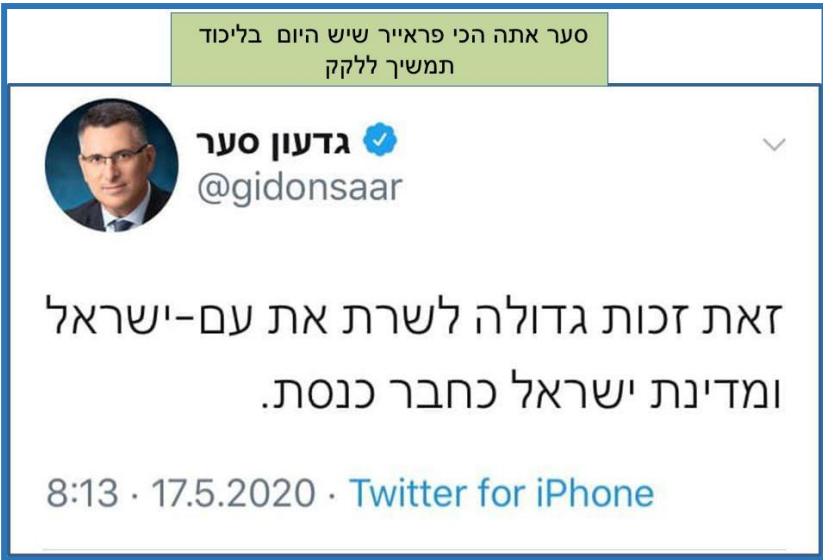 סער אתה הכי פראייר שיש היום בליכוד
תמשיך ללקק
גדעון סער
@gidonsaar
זאת זכות גדולה לשרת את עם-ישראל
ומדינת ישראל כחבר כנסת.
8:13 · 17.5.2020 · Twitter for iPhone